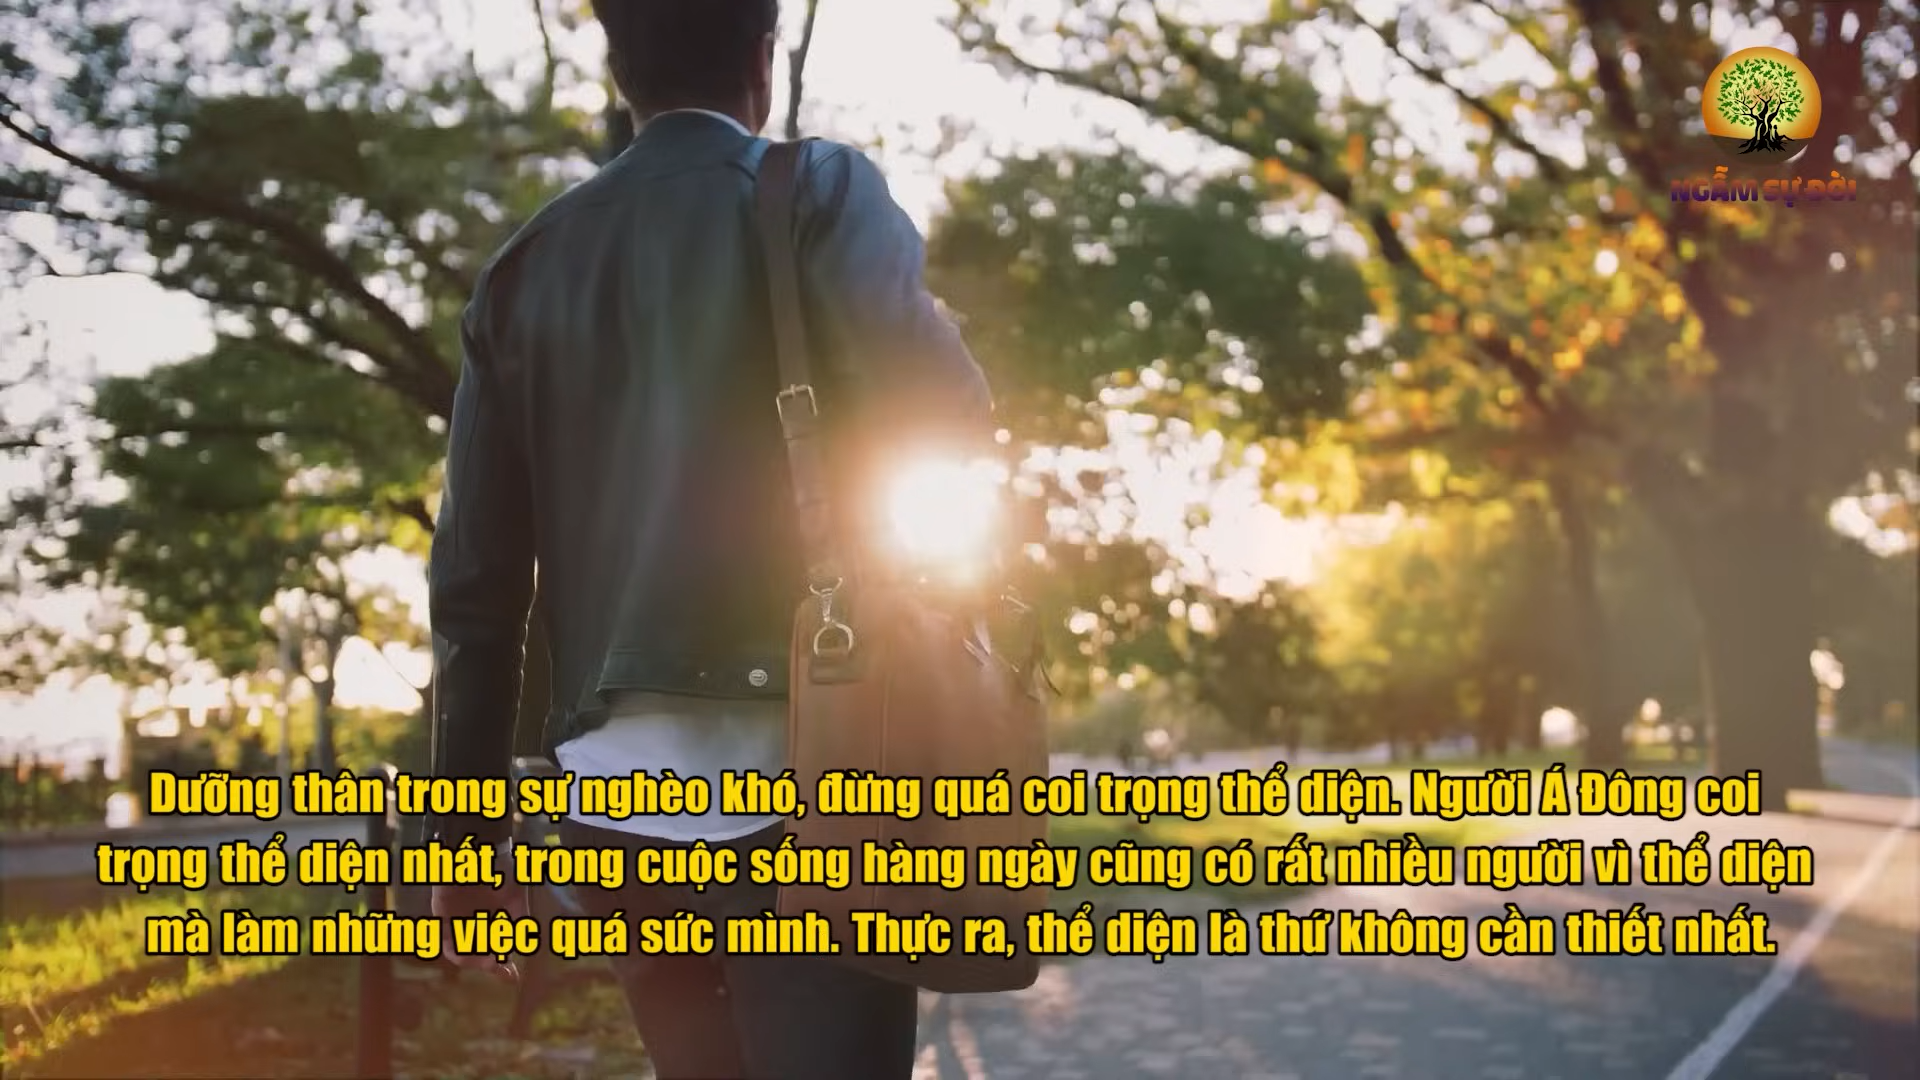 NGẪM SỰ ĐỜI
Dưỡng thân trong sự nghèo khó, đừng quá coi trọng thể diện. Người Á Đông coi
trọng thể diện nhất, trong cuộc sống hàng ngày cũng có rất nhiều người vì thể diện
mà làm những việc quá sức mình. Thực ra, thể diện là thứ không cần thiết nhất.